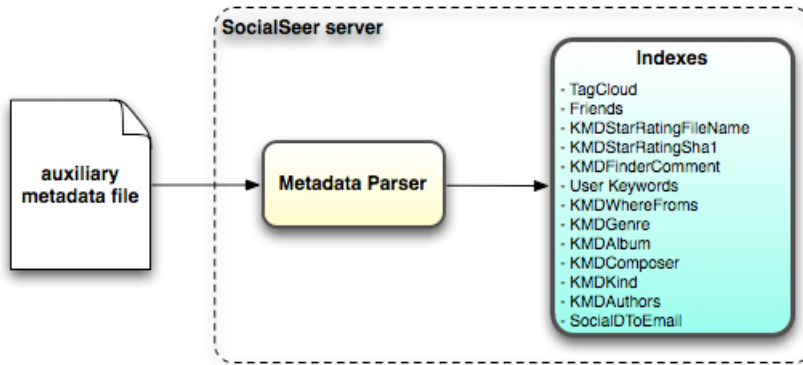 SocialSeer server
auxiliary
metadata file
Metadata Parser
Indexes
- TagCloud
- Friends
- KMDStarRatingFileName
- KMDStarRatingSha1
- KMDFinderComment
- User Keywords
- KMDWhereFroms
- KMDGenre
- KMDAlbum
- KMDComposer
- KMDKind
- KMDAuthors
- SocialDToEmail